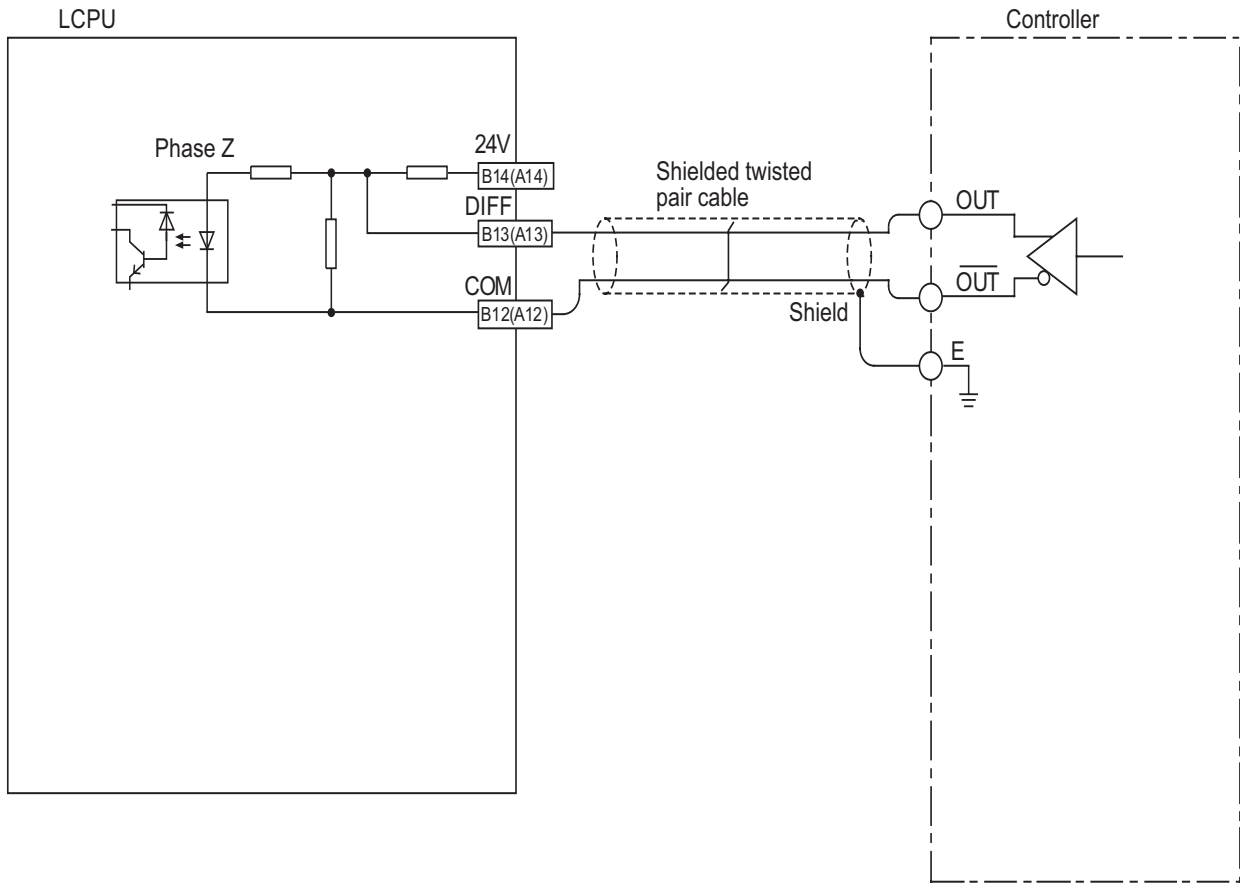 LCPU
Controller
Phase Z
24V
B14(A14)
DIFF
B13(A13)
COM
B12(A12)
Shielded twisted
pair cable
Shield
OUT
OUT
E